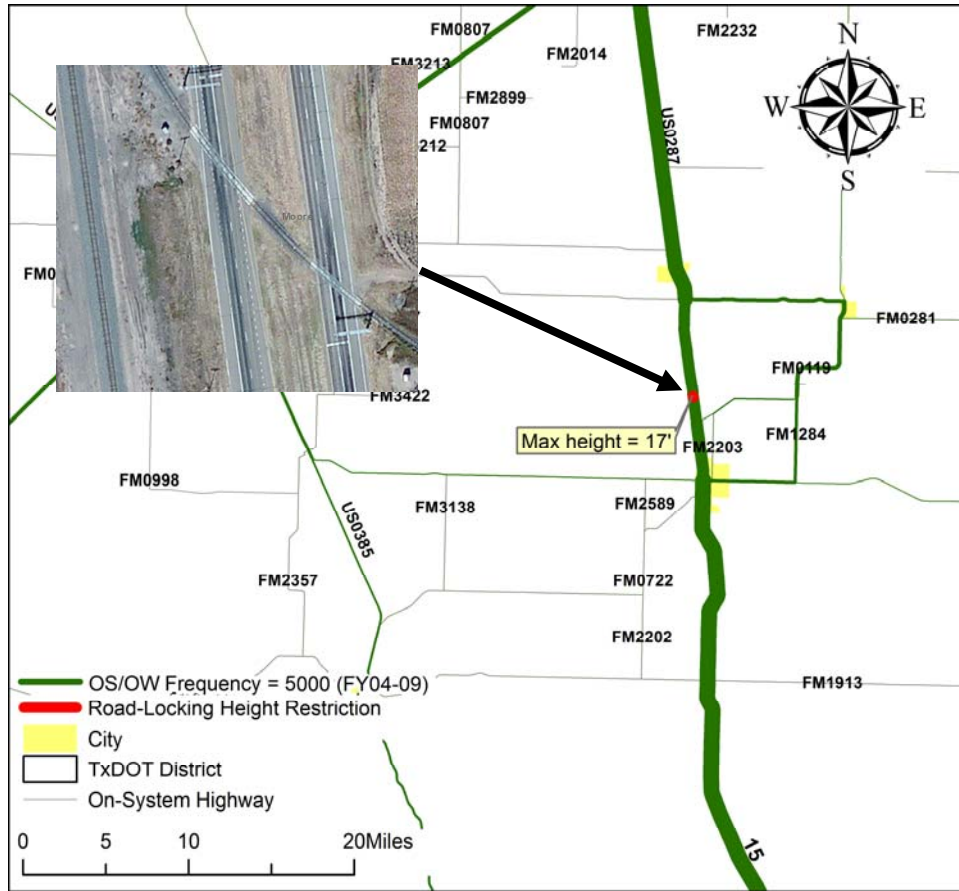 FM0807
FM2232
N
FM2014
FM3213
US0287
FM2899
W
E
FM0807
S
Moore
FM0281
FM0119
FM3422
Max height = 17'
FM2203
FM1284
FM0998
US0385
FM3138
FM2589
FM2357
FM0722
FM2202
OS/OW Frequency = 5000 (FY04-09)
FM1913
Road-Locking Height Restriction
City
TxDOT District
On-System Highway
0 5 10 20Miles
15